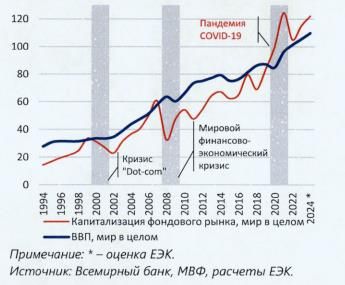 120
100
80
60
40
20
0
Пандемия
COVID-19
Кризис
"Dot-com"
Мировой
финансово-
экономический
кризис
1994
1996
1998
2000
2002
2004
2006
2008
2010
2012
2014
2016
2018
2020
2022
2024 *
Капитализация фондового рынка, мир в целом
ВВП, мир в целом
Примечание: * – оценка ЕЭК.
Источник: Всемирный банк, МВФ, расчеты ЕЭК.